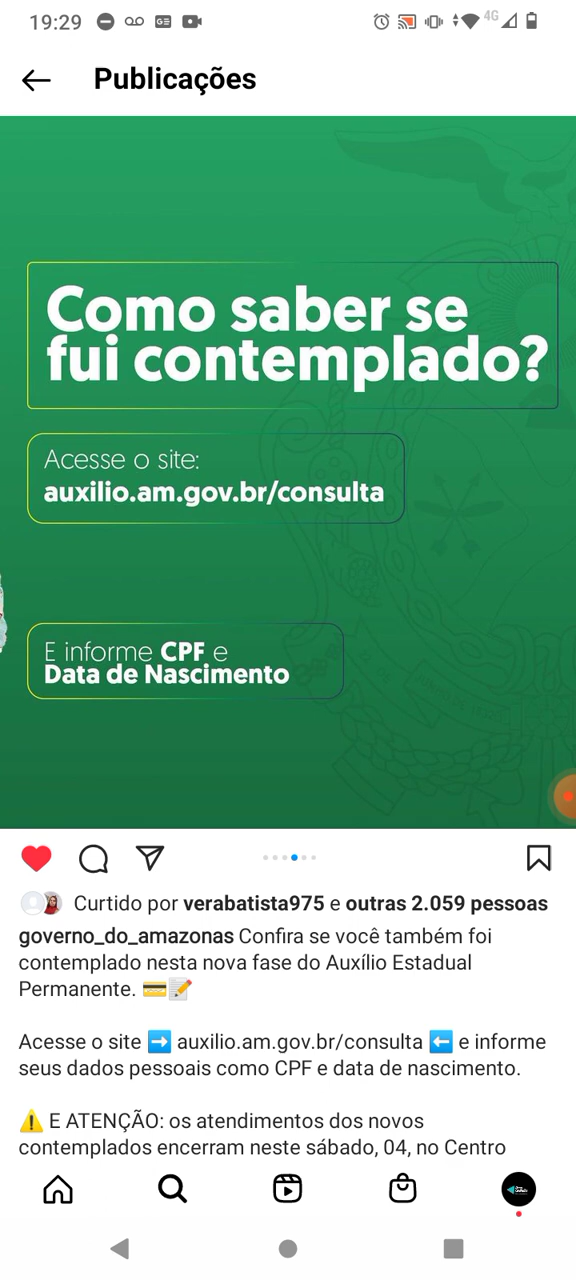 19:29
4G
Publicações
Como saber se
fui contemplado?
Acesse o site:
auxilio.am.gov.br/consulta
E informe CPF e
Data de Nascimento
Curtido por verabatista975 e outras 2.059 pessoas
governo_do_amazonas Confira se você também foi
contemplado nesta nova fase do Auxílio Estadual
Permanente. 💳📝
Acesse o site ➡️ auxilio.am.gov.br/consulta ⬅️ e informe
seus dados pessoais como CPF e data de nascimento.
⚠️ E ATENÇÃO: os atendimentos dos novos
contemplados encerram neste sábado, 04, no Centro